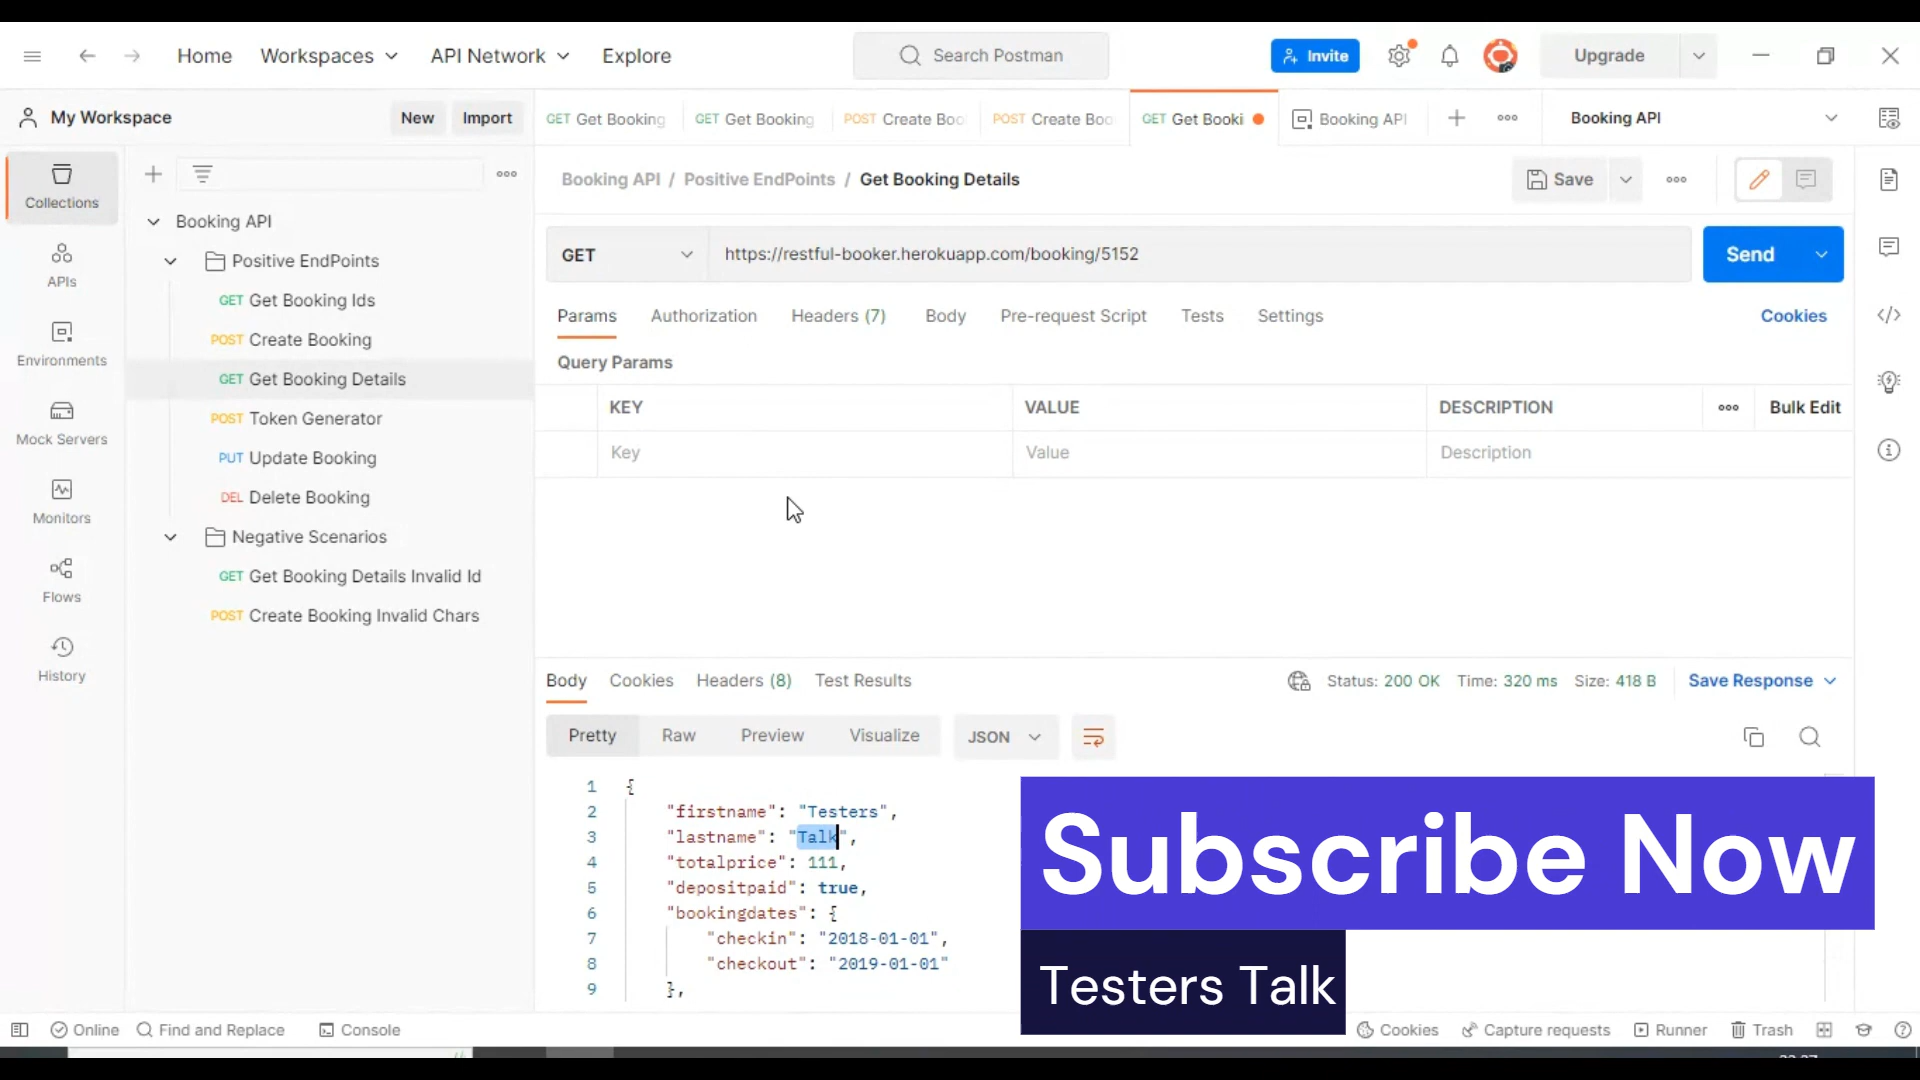 Home Workspaces API Network Explore Search Postman Invite Upgrade
My Workspace New Import GET Get Booking GET Get Booking POST Create Boo POST Create Boo GET Get Booki Booking API Booking API
Collections
APIs
Environments
Mock Servers
Monitors
Flows
History
Booking API
Positive EndPoints
GET Get Booking Ids
POST Create Booking
GET Get Booking Details
POST Token Generator
PUT Update Booking
DEL Delete Booking
Negative Scenarios
GET Get Booking Details Invalid Id
POST Create Booking Invalid Chars
Booking API / Positive EndPoints / Get Booking Details Save
GET https://restful-booker.herokuapp.com/booking/5152 Send
Params Authorization Headers (7) Body Pre-request Script Tests Settings Cookies
Query Params
KEY VALUE DESCRIPTION Bulk Edit
Key Value Description
Body Cookies Headers (8) Test Results Status: 200 OK Time: 320 ms Size: 418 B Save Response
Pretty Raw Preview Visualize JSON
1 {
2 "firstname": "Testers",
3 "lastname": "Talk",
4 "totalprice": 111,
5 "depositpaid": true,
6 "bookingdates": {
7 "checkin": "2018-01-01",
8 "checkout": "2019-01-01"
9 },
Subscribe Now
Testers Talk
Online Find and Replace Console Cookies Capture requests Runner Trash